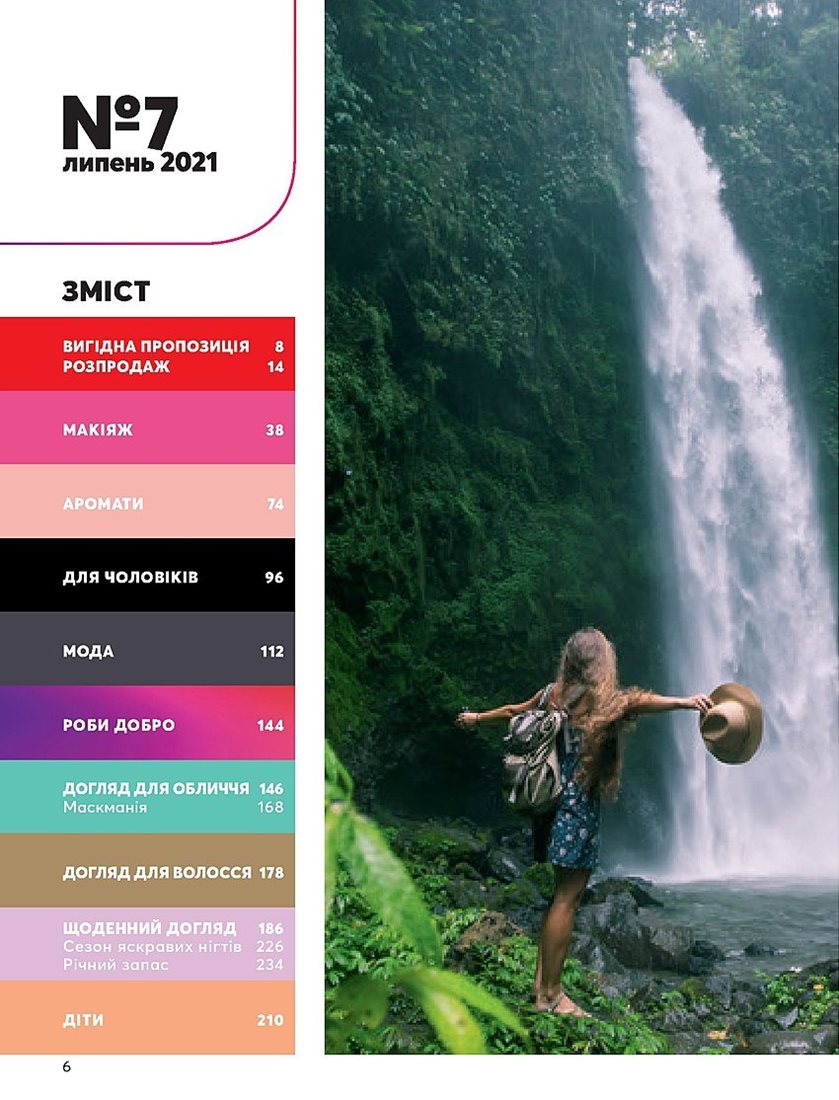 №7
липень 2021
ЗМІСТ
ВИГІДНА ПРОПОЗИЦІЯ 8
РОЗПРОДАЖ 14
МАКІЯЖ 38
АРОМАТИ 74
ДЛЯ ЧОЛОВІКІВ 96
МОДА 112
РОБИ ДОБРО 144
ДОГЛЯД ДЛЯ ОБЛИЧЧЯ 146
Маскманія 168
ДОГЛЯД ДЛЯ ВОЛОССЯ 178
ЩОДЕННИЙ ДОГЛЯД 186
Сезон яскравих нігтів 226
Річний запас 234
ДІТИ 210
6